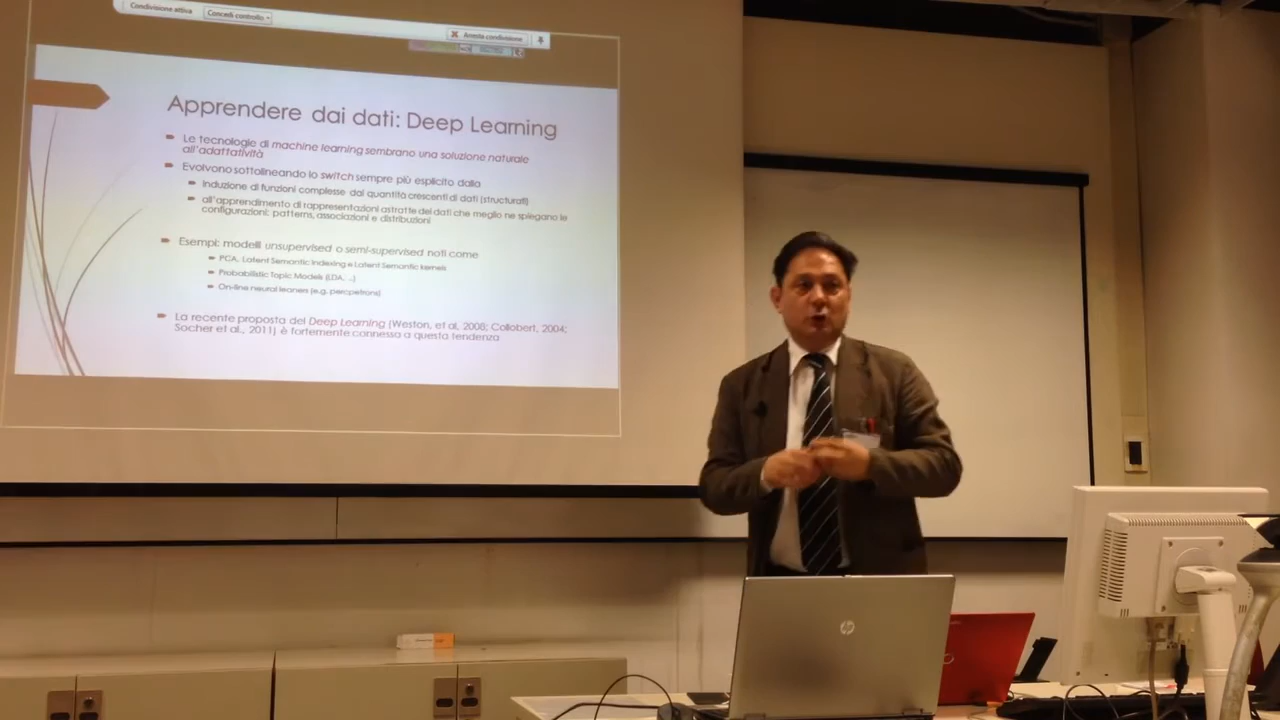 Condivisione attiva
Concedi controllo
Arresta condivisione
Apprendere dai dati: Deep Learning
Le tecnologie di machine learning sembrano una soluzione naturale
all'adattatività
Evolvono sottolineando lo switch sempre più esplicito dalla
induzione di funzioni complesse dai quantità crescenti di dati (strutturati)
all'apprendimento di rappresentazioni astratte dei dati che meglio ne spiegano le
configurazioni: patterns, associazioni e distribuzioni
Esempi: modelli unsupervised o semi-supervised noti come
PCA, Latent Semantic Indexing e Latent Semantic kernels
Probabilistic Topic Models (LDA, ...)
On-line neural leaners (e.g. percpetrons)
La recente proposta del Deep Learning (Weston, et al, 2008; Collobert, 2004;
Socher et al., 2011) è fortemente connessa a questa tendenza
hp